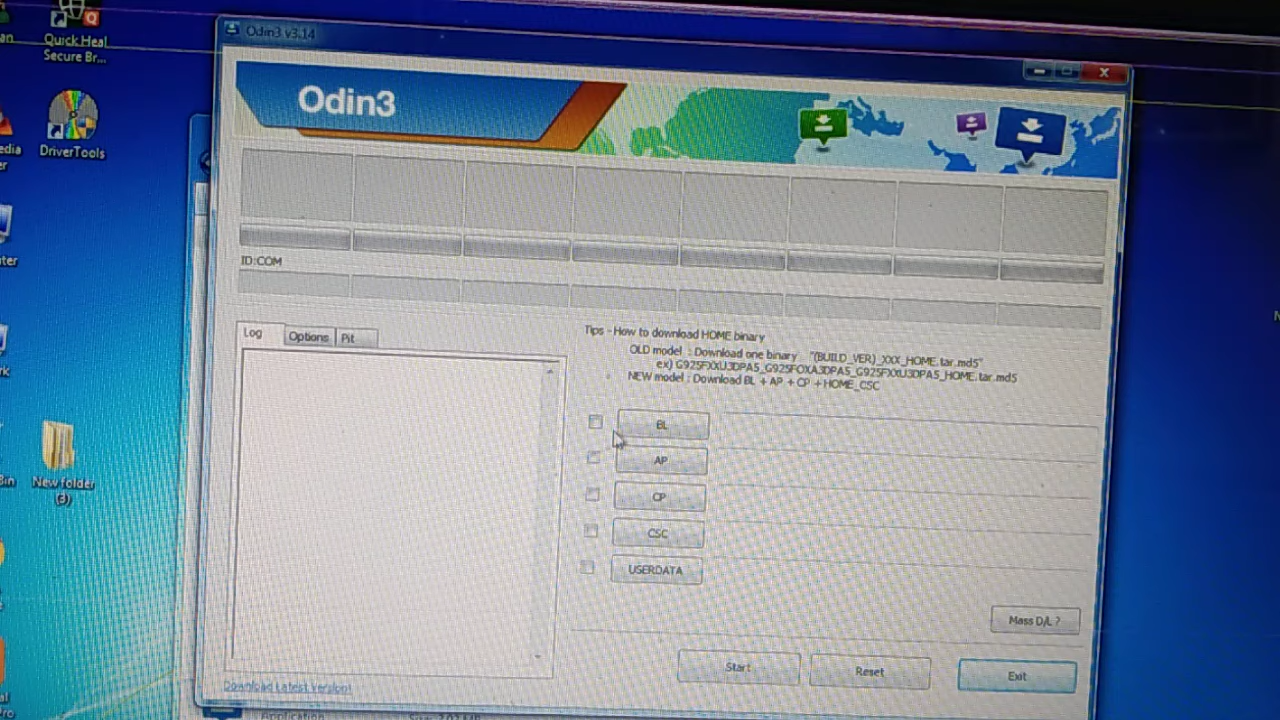 Quick Heal
Secure Br...
DriverTools
New folder
(3)
Odin3 v3.14
Odin3
ID:COM
Log
Options
Pit
Tips - How to download HOME binary
OLD model : Download one binary "(BUILD_VER)_XXX_HOME.tar.md5"
ex) G925FXXU3DPA5_G925FOXA3DPA5_G925FXXU3DPA5_HOME.tar.md5
NEW model : Download BL + AP + CP + HOME_CSC
BL
AP
CP
CSC
USERDATA
Mass D/L ?
Start
Reset
Exit
Download Latest Version!
Application